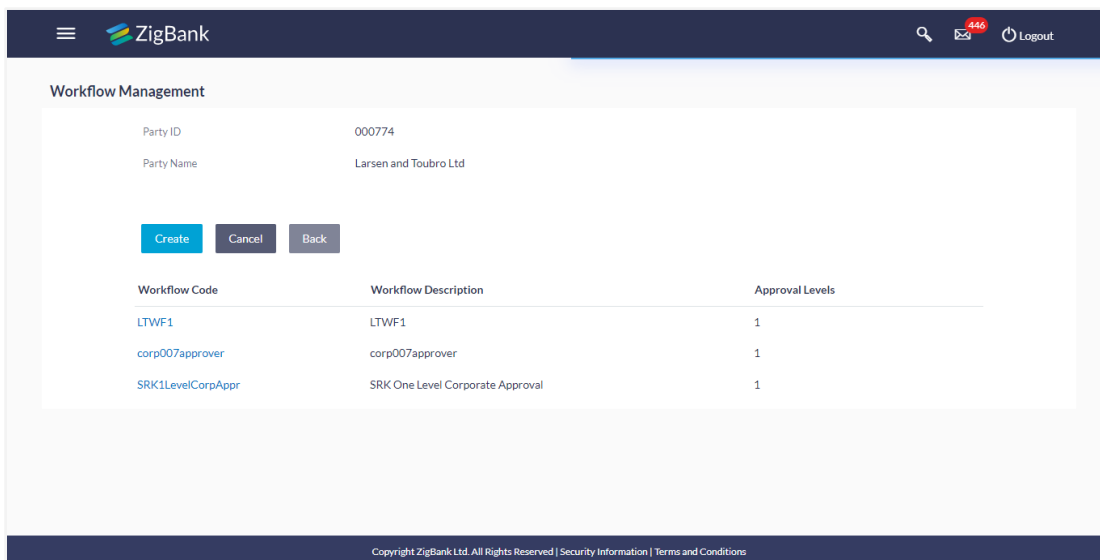 ZigBank 446 Logout
Workflow Management
Party ID 000774
Party Name Larsen and Toubro Ltd
Create Cancel Back
Workflow Code Workflow Description Approval Levels
LTWF1 LTWF1 1
corp007approver corp007approver 1
SRK1LevelCorpAppr SRK One Level Corporate Approval 1
Copyright ZigBank Ltd. All Rights Reserved | Security Information | Terms and Conditions